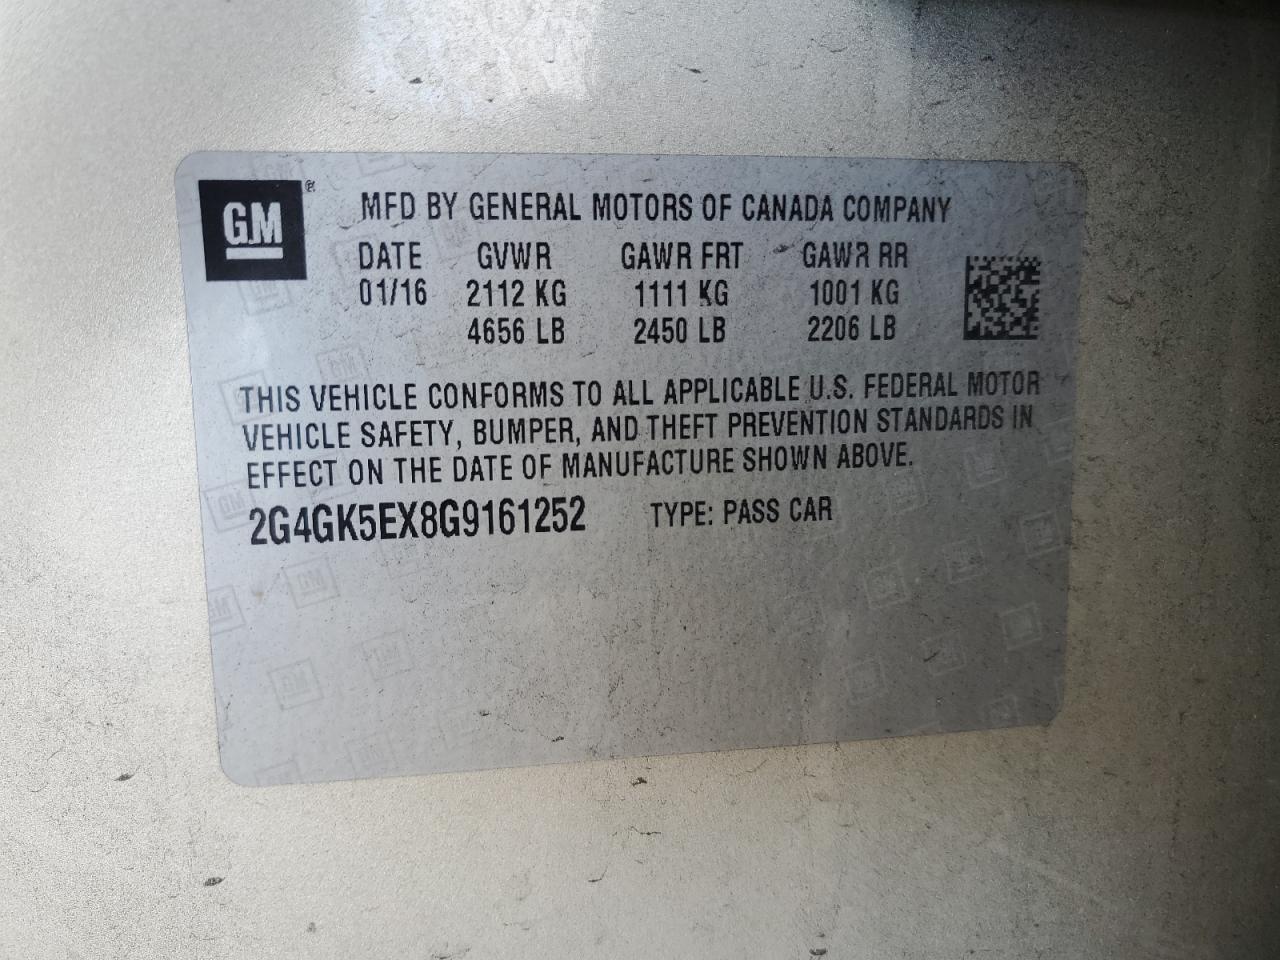 GM ®
MFD BY GENERAL MOTORS OF CANADA COMPANY
DATE GVWR GAWR FRT GAWR RR
01/16 2112 KG 1111 KG 1001 KG
4656 LB 2450 LB 2206 LB
THIS VEHICLE CONFORMS TO ALL APPLICABLE U.S. FEDERAL MOTOR
VEHICLE SAFETY, BUMPER, AND THEFT PREVENTION STANDARDS IN
EFFECT ON THE DATE OF MANUFACTURE SHOWN ABOVE.
2G4GK5EX8G9161252 TYPE: PASS CAR